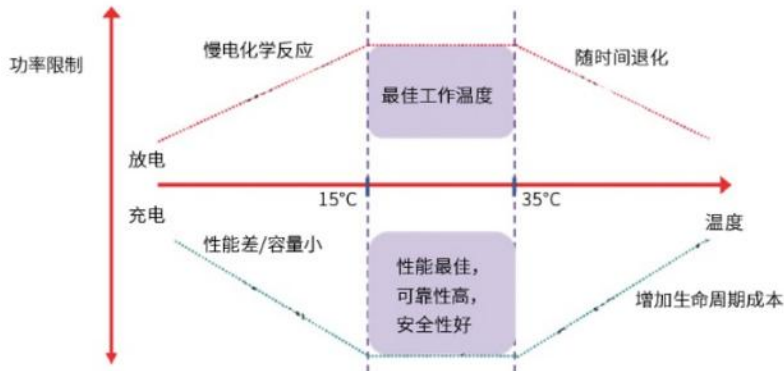 慢电化学反应
功率限制
随时间退化
最佳工作温度
放电
15°C
35°C
充电
温度
性能差/容量小
性能最佳，
可靠性高，
安全性好
增加生命周期成本